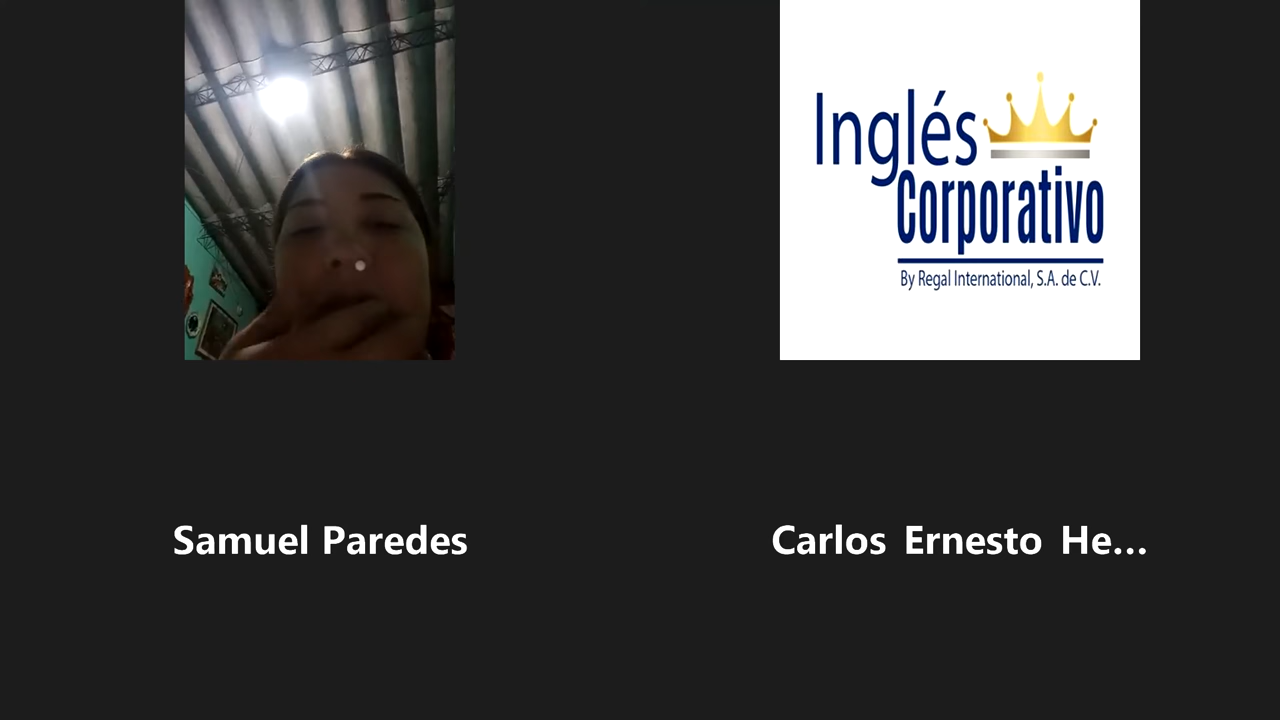 Inglés
Corporativo
By Regal International, S.A. de C.V.
Samuel Paredes
Carlos Ernesto He...